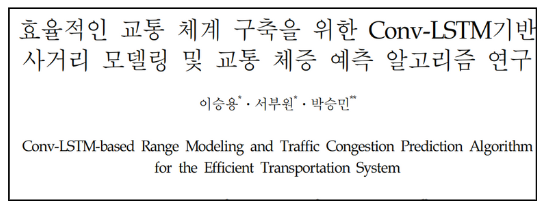 효율적인 교통 체계 구축을 위한 Conv-LSTM기반
사거리 모델링 및 교통 체증 예측 알고리즘 연구
이승용*・서부원*・박승민**
Conv-LSTM-based Range Modeling and Traffic Congestion Prediction Algorithm
for the Efficient Transportation System